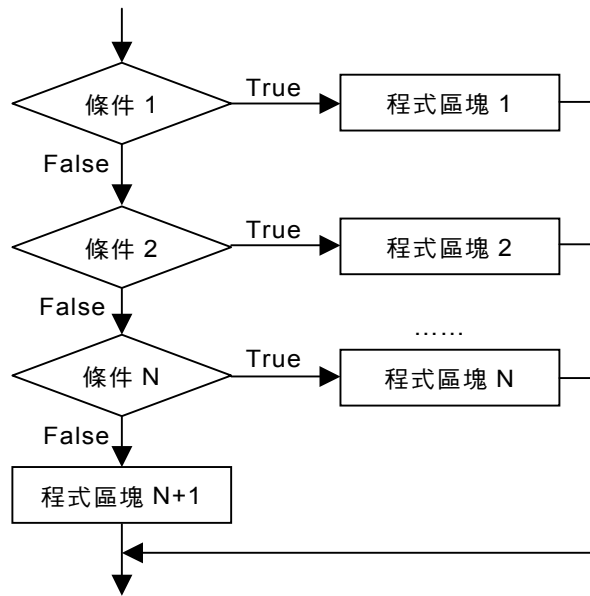 條件 1
True
程式區塊 1
False
條件 2
True
程式區塊 2
False
……
條件 N
True
程式區塊 N
False
程式區塊 N+1